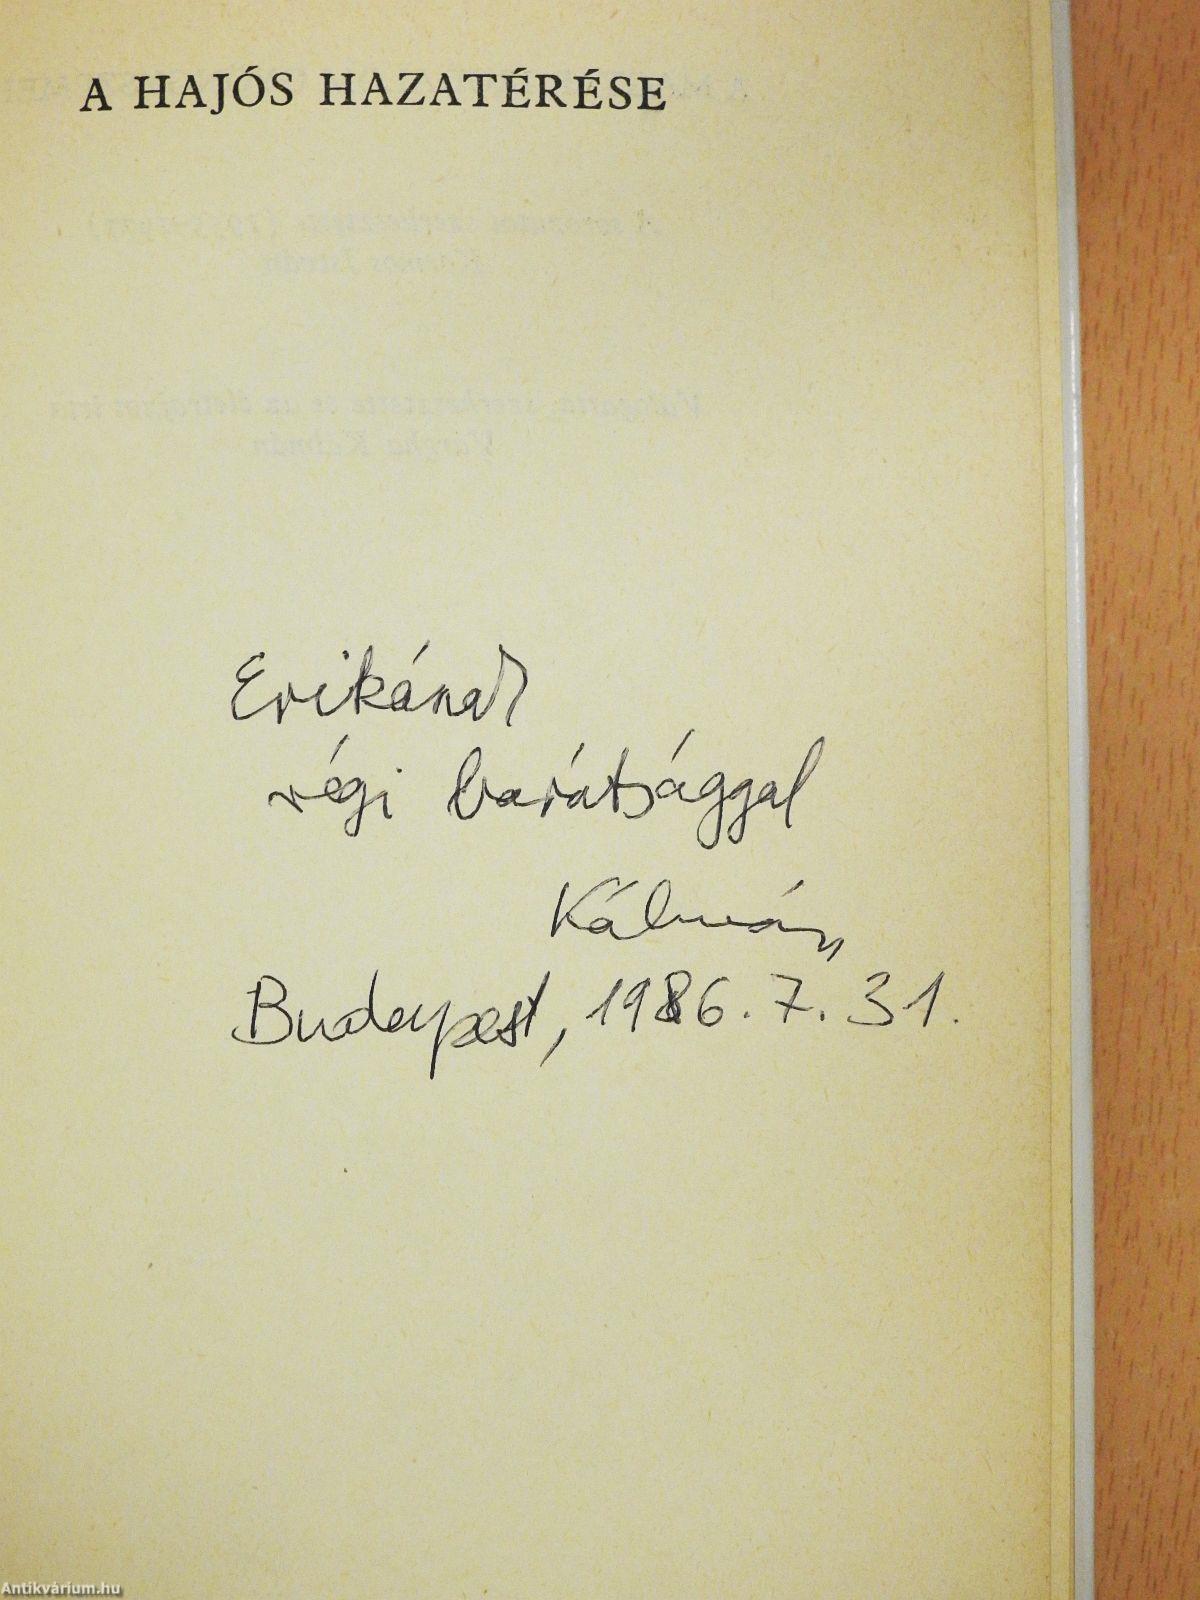 A HAJÓS HAZATÉRÉSE
Erikának
régi barátsággal
Kálmán
Budapest, 1986. 7. 31.
Antikvárium.hu